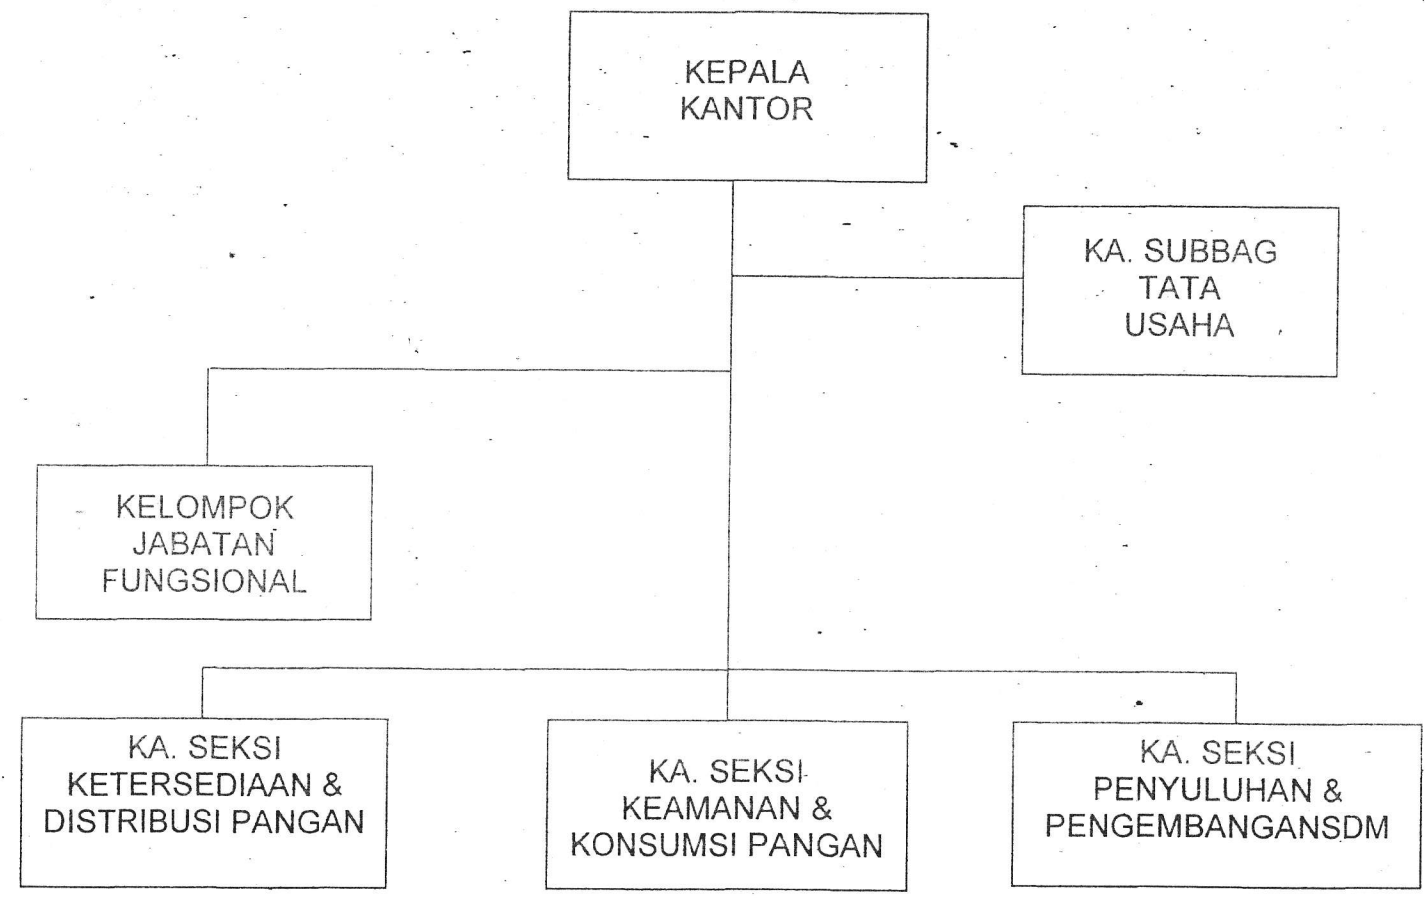 KEPALA
KANTOR
KA. SUBBAG
TATA
USAHA
KELOMPOK
JABATAN
FUNGSIONAL
KA. SEKSI
KETERSEDIAAN &
DISTRIBUSI PANGAN
KA. SEKSI
KEAMANAN &
KONSUMSI PANGAN
KA. SEKSI
PENYULUHAN &
PENGEMBANGANSDM